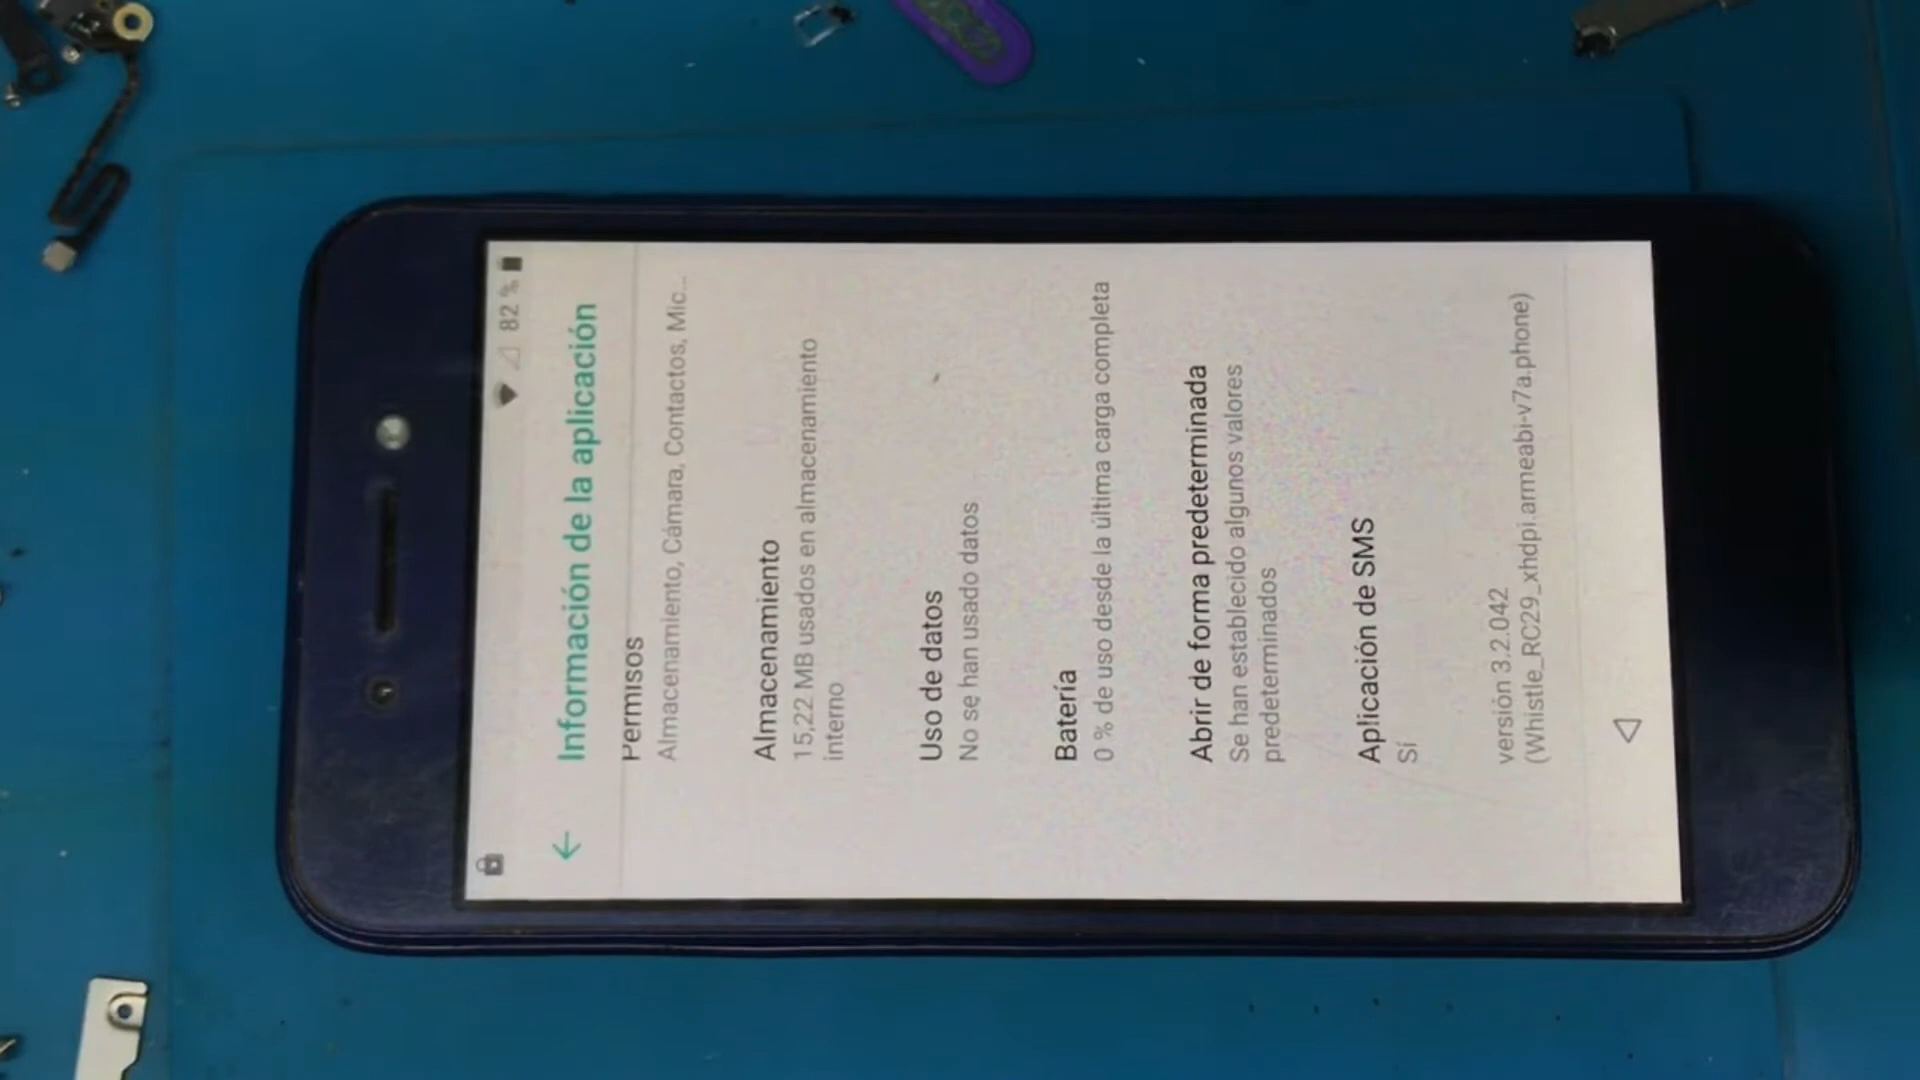 82 %
Información de la aplicación
Permisos
Almacenamiento, Cámara, Contactos, Mic...
Almacenamiento
15,22 MB usados en almacenamiento
interno
Uso de datos
No se han usado datos
Batería
0 % de uso desde la última carga completa
Abrir de forma predeterminada
Se han establecido algunos valores
predeterminados
Aplicación de SMS
Sí
versión 3.2.042
(Whistle_RC29_xhdpi.armeabi-v7a.phone)